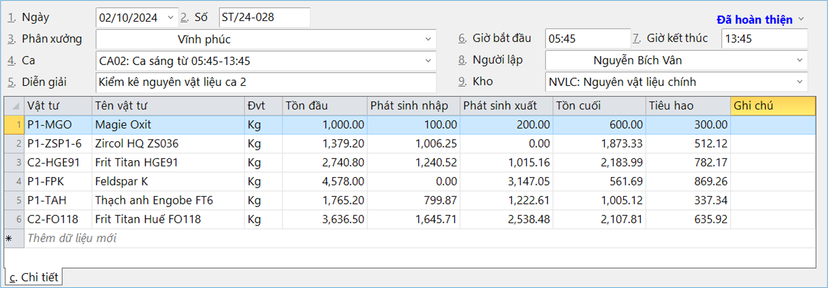 1. Ngày 02/10/2024 2. Số ST/24-028 Đã hoàn thiện
3. Phân xưởng Vĩnh phúc 6. Giờ bắt đầu 05:45 7. Giờ kết thúc 13:45
4. Ca CA02: Ca sáng từ 05:45-13:45 8. Người lập Nguyễn Bích Vân
5. Diễn giải Kiểm kê nguyên vật liệu ca 2 9. Kho NVLC: Nguyên vật liệu chính
Vật tư Tên vật tư Đvt Tồn đầu Phát sinh nhập Phát sinh xuất Tồn cuối Tiêu hao Ghi chú
1 P1-MGO Magie Oxit Kg 1,000.00 100.00 200.00 600.00 300.00
2 P1-ZSP1-6 Zircol HQ ZS036 Kg 1,379.20 1,006.25 0.00 1,873.33 512.12
3 C2-HGE91 Frit Titan HGE91 Kg 2,740.80 1,240.52 1,015.16 2,183.99 782.17
4 P1-FPK Feldspar K Kg 4,578.00 0.00 3,147.05 561.69 869.26
5 P1-TAH Thạch anh Engobe FT6 Kg 1,765.20 799.87 1,222.61 1,005.12 337.34
6 C2-FO118 Frit Titan Huế FO118 Kg 3,636.50 1,645.71 2,538.48 2,107.81 635.92
* Thêm dữ liệu mới
c. Chi tiết